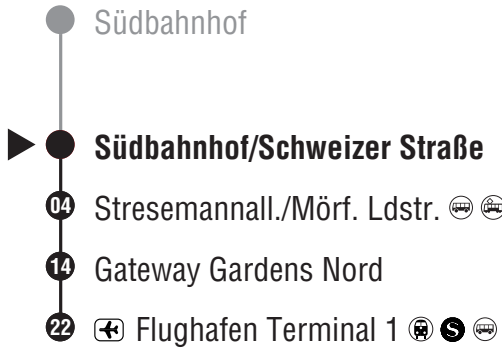 Südbahnhof
Südbahnhof/Schweizer Straße
04 Stresemannall./Mörf. Ldstr.
14 Gateway Gardens Nord
22 Flughafen Terminal 1 S